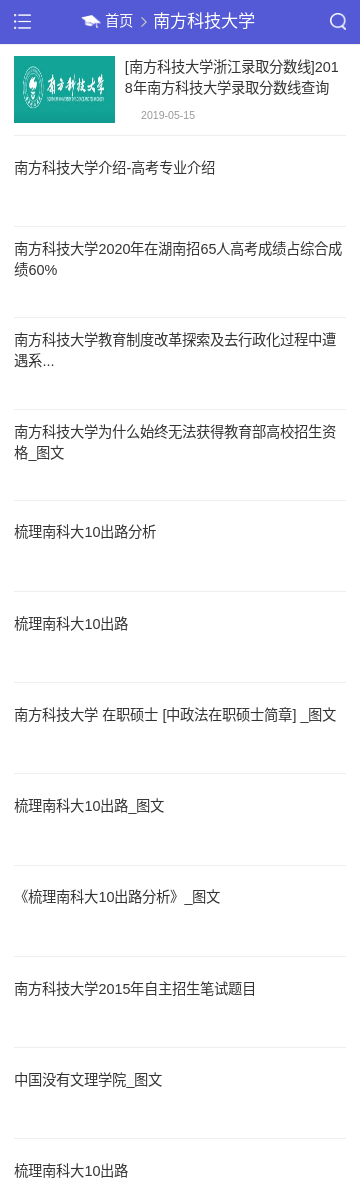 首页 > 南方科技大学
南方科技大学
[南方科技大学浙江录取分数线]201
8年南方科技大学录取分数线查询
2019-05-15
南方科技大学介绍-高考专业介绍
南方科技大学2020年在湖南招65人高考成绩占综合成
绩60%
南方科技大学教育制度改革探索及去行政化过程中遭
遇系...
南方科技大学为什么始终无法获得教育部高校招生资
格_图文
梳理南科大10出路分析
梳理南科大10出路
南方科技大学 在职硕士 [中政法在职硕士简章] _图文
梳理南科大10出路_图文
《梳理南科大10出路分析》_图文
南方科技大学2015年自主招生笔试题目
中国没有文理学院_图文
梳理南科大10出路